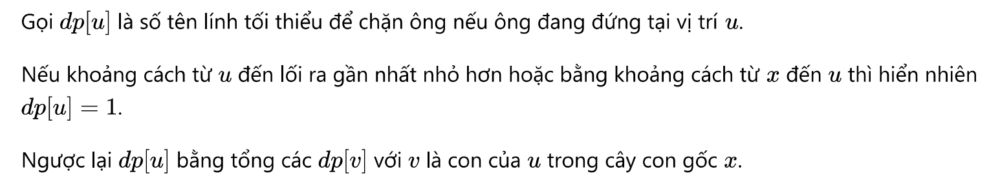 Gọi dp[u] là số tên lính tối thiểu để chặn ông nếu ông đang đứng tại vị trí u.
Nếu khoảng cách từ u đến lối ra gần nhất nhỏ hơn hoặc bằng khoảng cách từ x đến u thì hiển nhiên
dp[u] = 1.
Ngược lại dp[u] bằng tổng các dp[v] với v là con của u trong cây con gốc x.